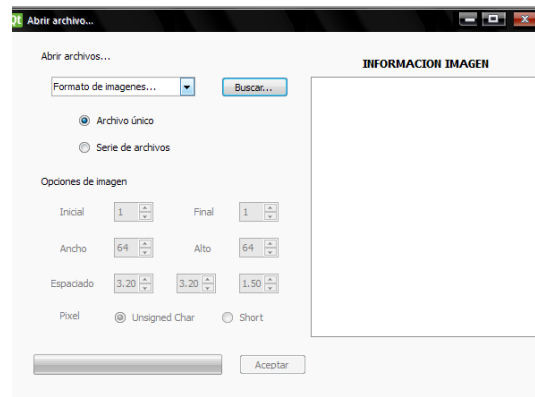 Qt Abrir archivo...
Abrir archivos...
INFORMACION IMAGEN
Formato de imagenes... Buscar...
Archivo único
Serie de archivos
Opciones de imagen
Inicial 1 Final 1
Ancho 64 Alto 64
Espaciado 3.20 3.20 1.50
Pixel Unsigned Char Short
Aceptar